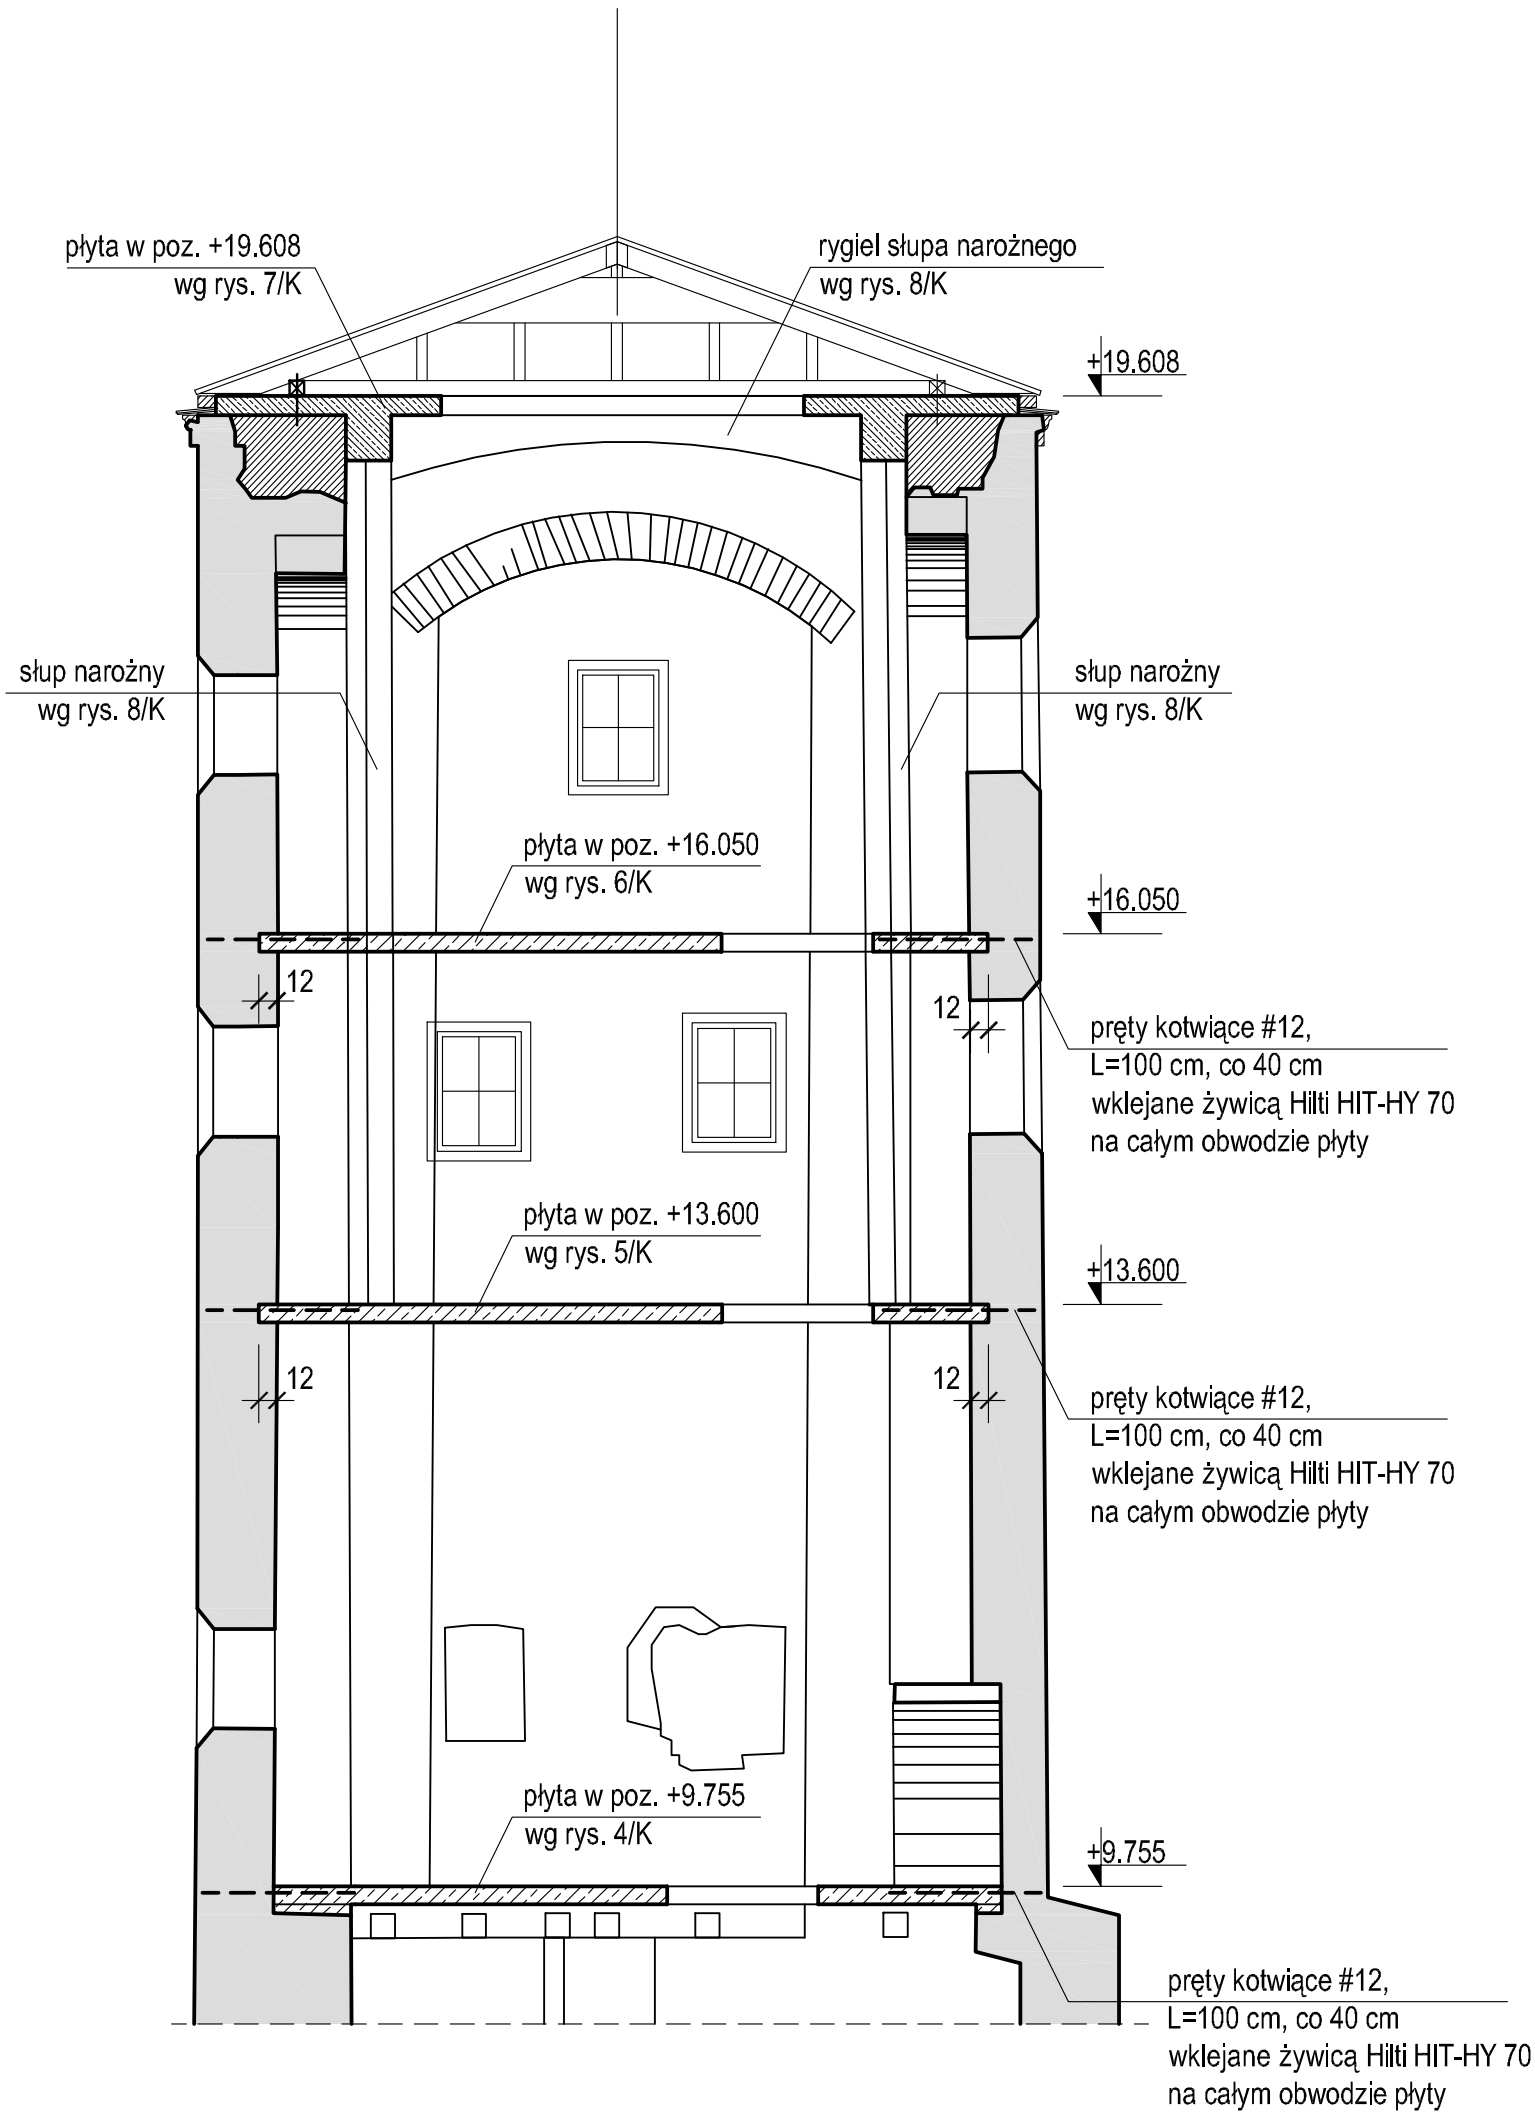 płyta w poz. +19.608
wg rys. 7/K
rygiel słupa narożnego
wg rys. 8/K
+19.608
słup narożny
wg rys. 8/K
słup narożny
wg rys. 8/K
płyta w poz. +16.050
wg rys. 6/K
+16.050
12
12
pręty kotwiące #12,
L=100 cm, co 40 cm
wklejane żywicą Hilti HIT-HY 70
na całym obwodzie płyty
płyta w poz. +13.600
wg rys. 5/K
+13.600
12
12
pręty kotwiące #12,
L=100 cm, co 40 cm
wklejane żywicą Hilti HIT-HY 70
na całym obwodzie płyty
płyta w poz. +9.755
wg rys. 4/K
+9.755
pręty kotwiące #12,
L=100 cm, co 40 cm
wklejane żywicą Hilti HIT-HY 70
na całym obwodzie płyty